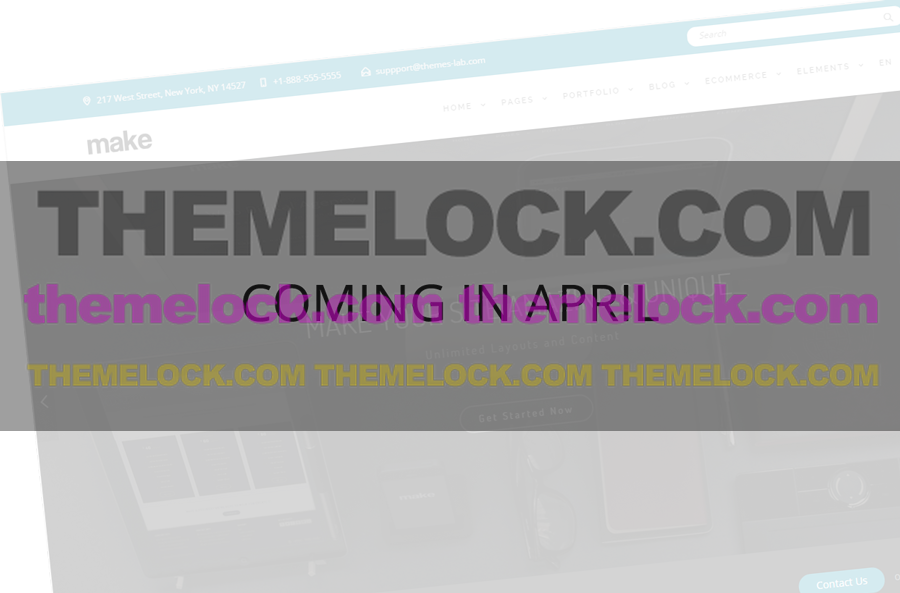 Search
217 West Street, New York, NY 14527 +1-888-555-5555 suppport@themes-lab.com
HOME PAGES PORTFOLIO BLOG ECOMMERCE ELEMENTS EN
make
THEMELOCK.COM
themelock.com themelock.com
COMING IN APRIL
MAKE YOUR UNIQUE
Unlimited Layouts and Content
THEMELOCK.COM THEMELOCK.COM THEMELOCK.COM
Get Started Now
Contact Us